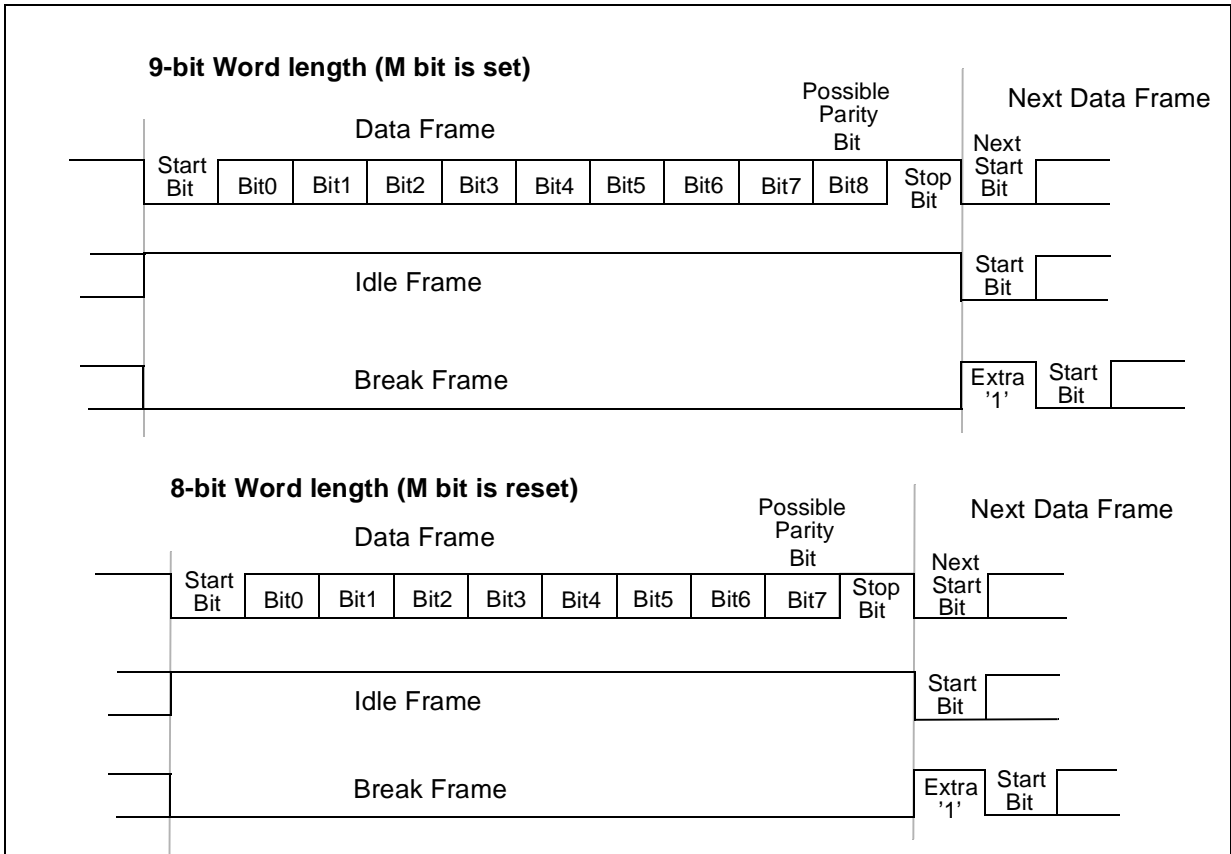 9-bit Word length (M bit is set)
Possible
Parity
Bit
Next Data Frame
Data Frame
Next
Start
Bit
Start
Bit
Bit0
Bit1
Bit2
Bit3
Bit4
Bit5
Bit6
Bit7
Bit8
Stop
Bit
Idle Frame
Start
Bit
Break Frame
Extra
'1'
Start
Bit
8-bit Word length (M bit is reset)
Possible
Parity
Bit
Next Data Frame
Data Frame
Next
Start
Bit
Start
Bit
Bit0
Bit1
Bit2
Bit3
Bit4
Bit5
Bit6
Bit7
Stop
Bit
Idle Frame
Start
Bit
Break Frame
Extra
'1'
Start
Bit